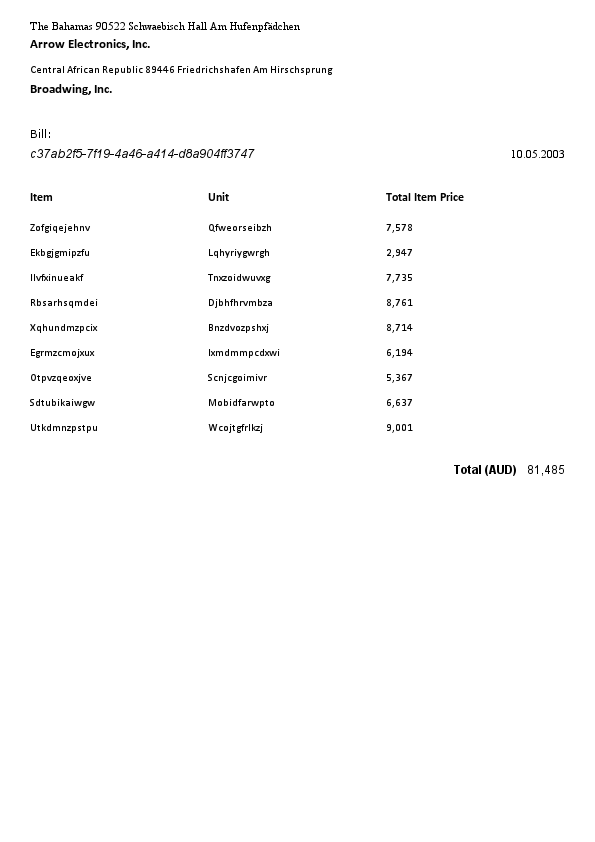 The Bahamas 90522 Schwaebisch Hall Am Hufenpfädchen
Arrow Electronics, Inc.
Central African Republic 89446 Friedrichshafen Am Hirschsprung
Broadwing, Inc.
Bill:
c37ab2f5-7f19-4a46-a414-d8a904ff3747 10.05.2003
Item Unit Total Item Price
Zofgiqejehnv Qfweorseibzh 7,578
Ekbgjgmipzfu Lqhyriygwrgh 2,947
Ilvfxinueakf Tnxzoidwuvxg 7,735
Rbsarhsqmdei Djbhfhrvmbza 8,761
Xqhundmzpcix Bnzdvozpshxj 8,714
Egrmzcmojxux Ixmdmmpcdxwi 6,194
Otpvzqeoxjve Scnjcgoimivr 5,367
Sdtubikaiwgw Mobidfarwpto 6,637
Utkdmnzpstpu Wcojtgfrlkzj 9,001
Total (AUD) 81,485